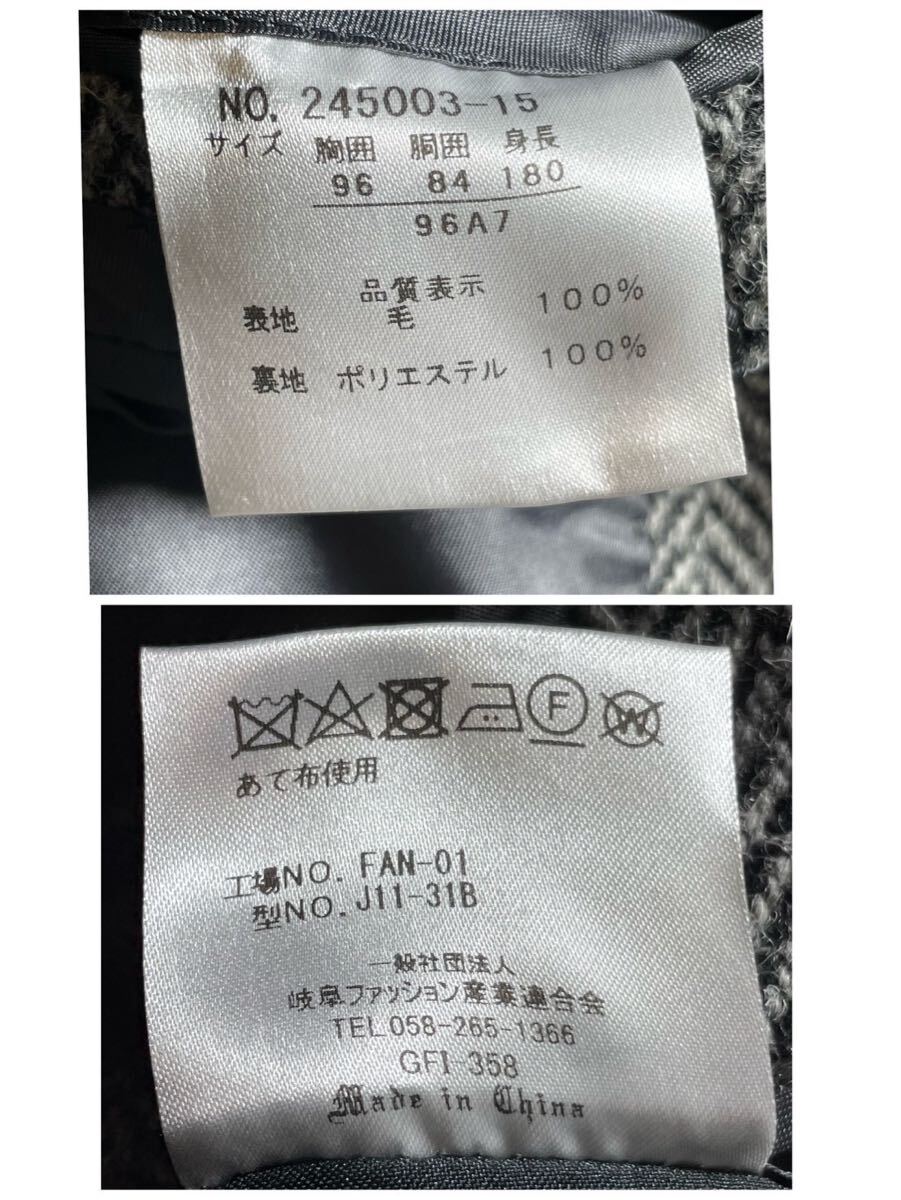 NO. 245003-15
サイズ 胸囲 胴囲 身長
96 84 180
96A7
品質表示
表地 毛 100%
裏地 ポリエステル 100%
F W
あて布使用
工場NO. FAN-01
型NO. J11-31B
一般社団法人
岐阜ファッション産業連合会
TEL 058-265-1366
GFI-358
Made in China